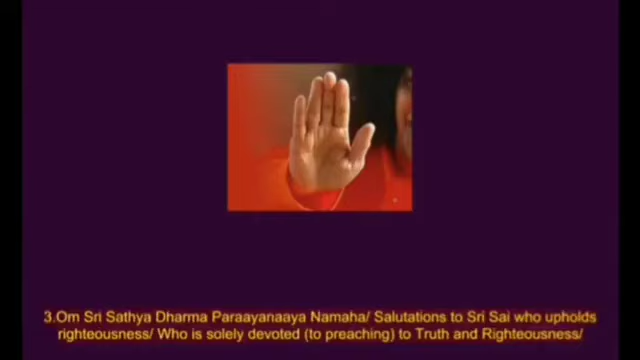 3.Om Sri Sathya Dharma Paraayanaaya Namaha/ Salutations to Sri Sai who upholds
righteousness/ Who is solely devoted (to preaching) to Truth and Righteousness/